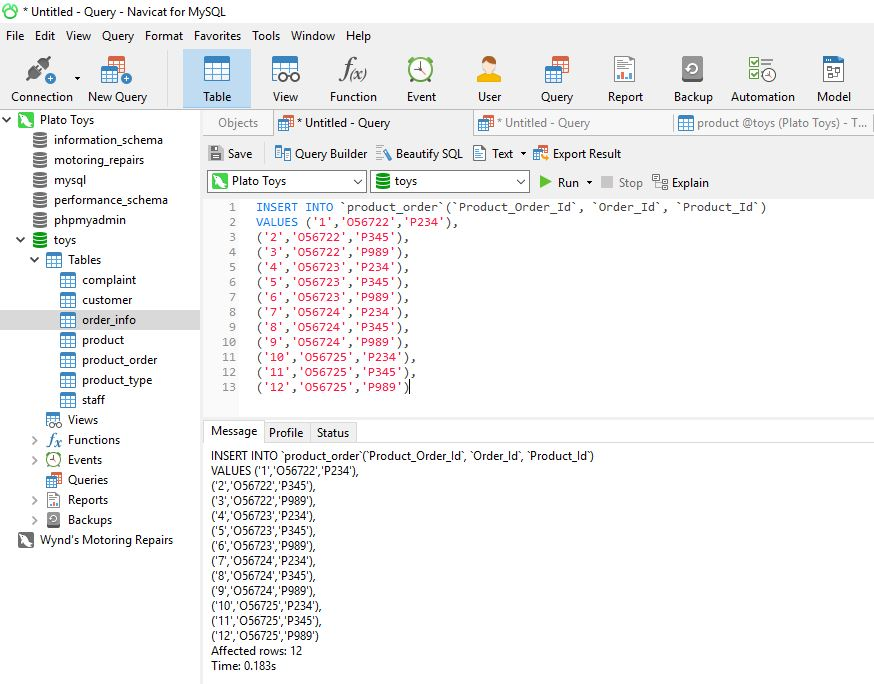 * Untitled - Query - Navicat for MySQL
File Edit View Query Format Favorites Tools Window Help
Connection New Query Table View Function Event User Query Report Backup Automation Model
Plato Toys
information_schema
motoring_repairs
mysql
performance_schema
phpmyadmin
toys
Tables
complaint
customer
order_info
product
product_order
product_type
staff
Views
Functions
Events
Queries
Reports
Backups
Wynd's Motoring Repairs
Objects * Untitled - Query * Untitled - Query product @toys (Plato Toys) - T...
Save Query Builder Beautify SQL Text Export Result
Plato Toys toys Run Stop Explain
1 INSERT INTO `product_order`(`Product_Order_Id`, `Order_Id`, `Product_Id`)
2 VALUES ('1','O56722','P234'),
3 ('2','O56722','P345'),
4 ('3','O56722','P989'),
5 ('4','O56723','P234'),
6 ('5','O56723','P345'),
7 ('6','O56723','P989'),
8 ('7','O56724','P234'),
9 ('8','O56724','P345'),
10 ('9','O56724','P989'),
11 ('10','O56725','P234'),
12 ('11','O56725','P345'),
13 ('12','O56725','P989')
Message Profile Status
INSERT INTO `product_order`(`Product_Order_Id`, `Order_Id`, `Product_Id`)
VALUES ('1','O56722','P234'),
('2','O56722','P345'),
('3','O56722','P989'),
('4','O56723','P234'),
('5','O56723','P345'),
('6','O56723','P989'),
('7','O56724','P234'),
('8','O56724','P345'),
('9','O56724','P989'),
('10','O56725','P234'),
('11','O56725','P345'),
('12','O56725','P989')
Affected rows: 12
Time: 0.183s